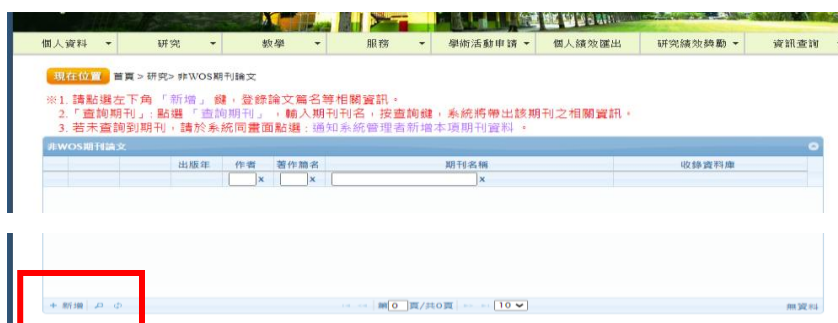 個人資料 研究 教學 服務 學術活動申請 個人績效匯出 研究績效獎勵 資訊查詢
現在位置 首頁 > 研究> 非WOS期刊論文
※1. 請點選左下角 「新增」 鍵，登錄論文篇名等相關資訊。
2.「查詢期刊」: 點選 「查詢期刊」 ，輸入期刊刊名，按查詢鍵，系統將帶出該期刊之相關資訊。
3. 若未查詢到期刊，請於系統同畫面點選 : 通知系統管理者新增本項期刊資料 。
非WOS期刊論文
出版年 作者 著作簡名 期刊名稱 收錄資料庫
x x x
+ 新增 第 0 頁/共0頁 10 無資料